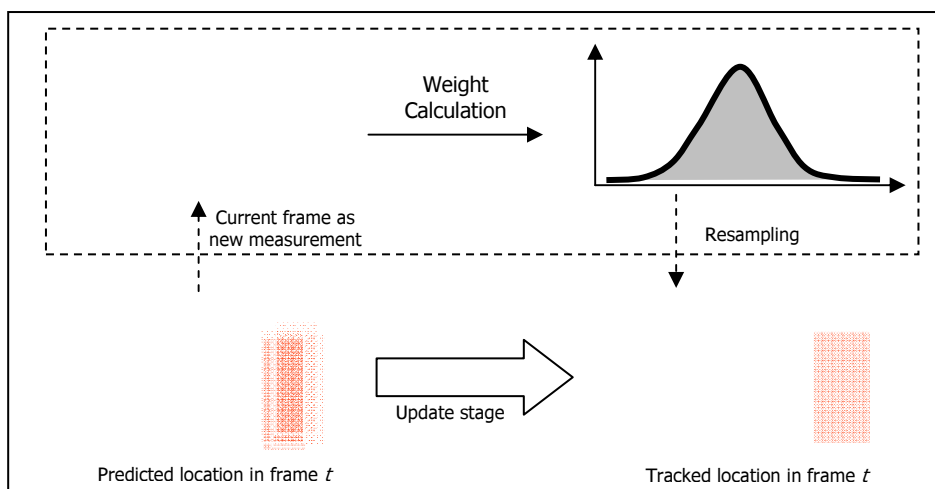 Weight
Calculation
Current frame as
new measurement
Resampling
Update stage
Predicted location in frame t
Tracked location in frame t